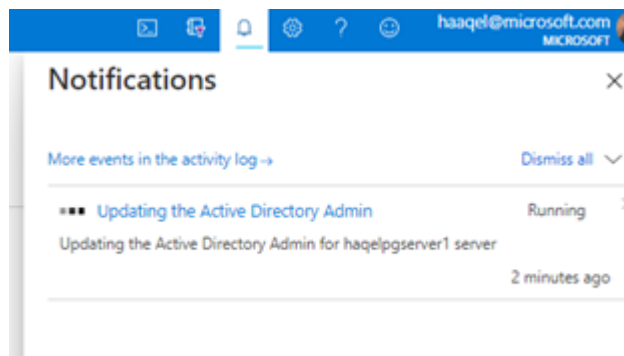 haaqel@microsoft.com
MICROSOFT
Notifications
More events in the activity log →
Dismiss all
Updating the Active Directory Admin
Running
Updating the Active Directory Admin for haqelpgserver1 server
2 minutes ago